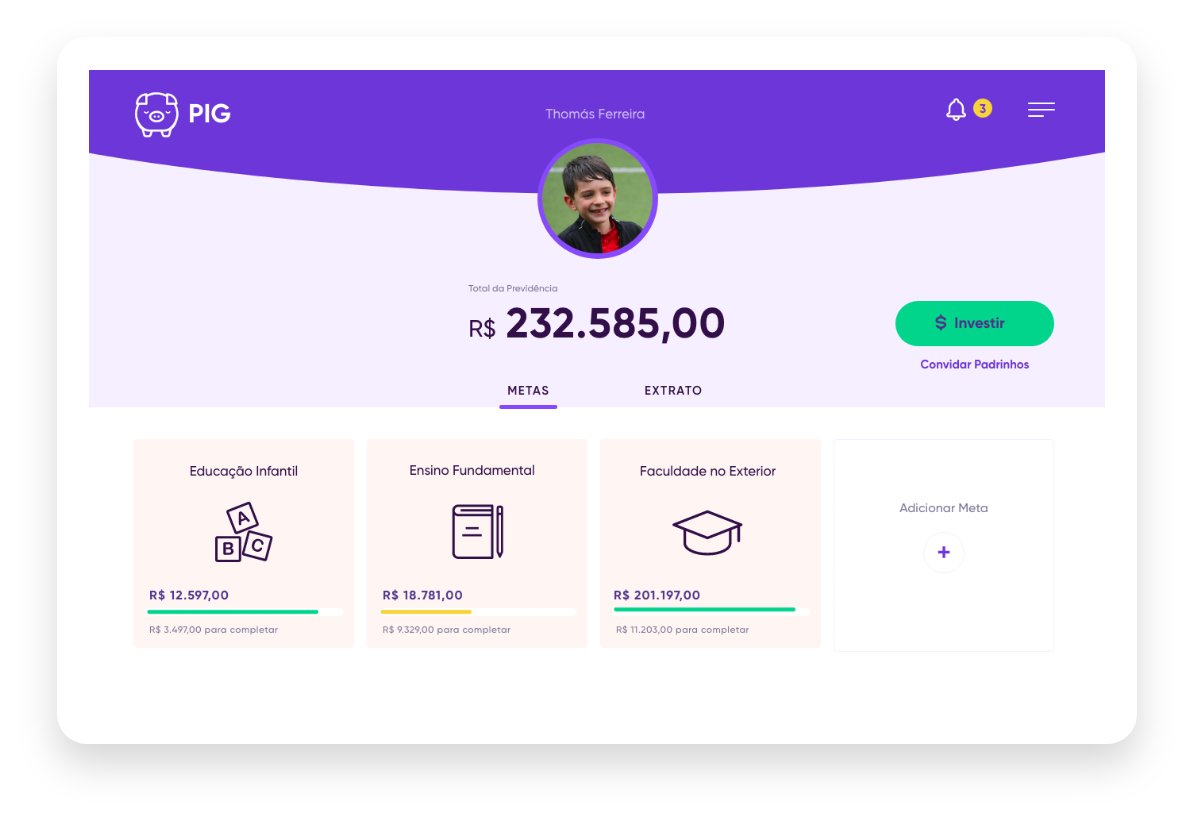 PIG
Thomás Ferreira
3
Total da Previdência
R$ 232.585,00
$ Investir
Convidar Padrinhos
METAS EXTRATO
Educação Infantil
A
B C
R$ 12.597,00
R$ 3.497,00 para completar
Ensino Fundamental
R$ 18.781,00
R$ 9.329,00 para completar
Faculdade no Exterior
R$ 201.197,00
R$ 11.203,00 para completar
Adicionar Meta
+